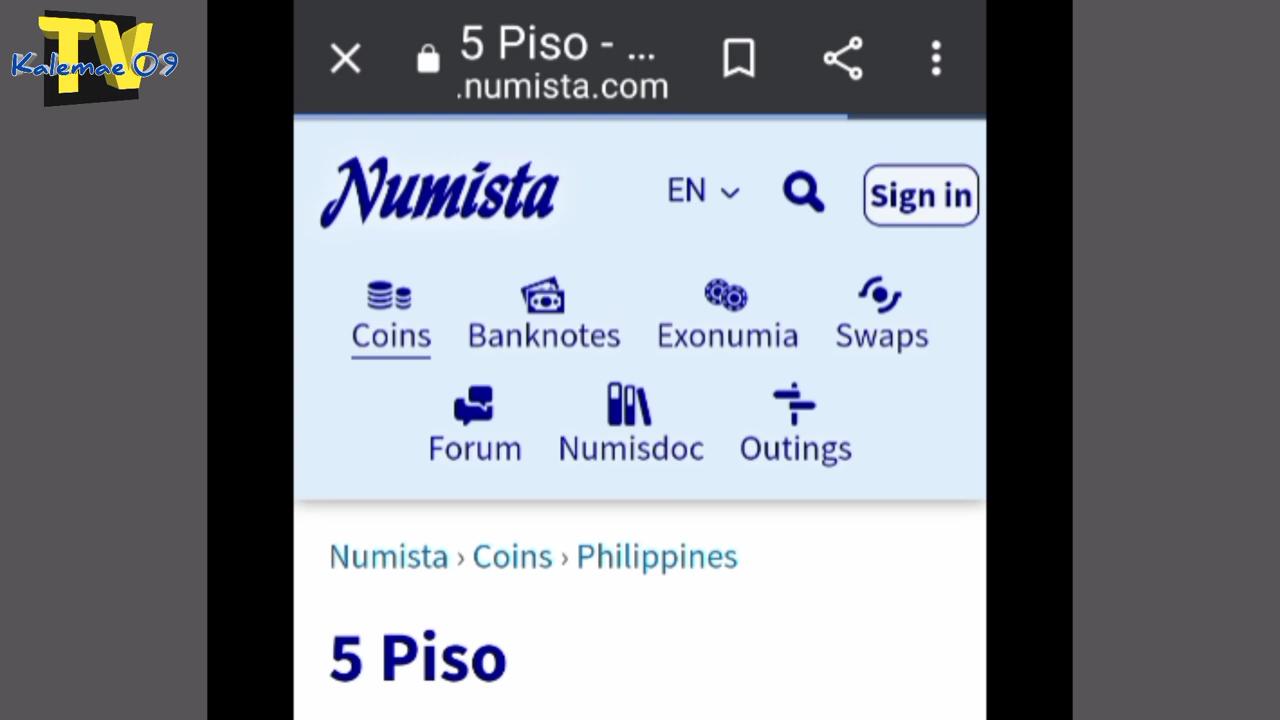 TV
Kalemae 09
5 Piso - ...
.numista.com
Numista
EN
Sign in
Coins
Banknotes
Exonumia
Swaps
Forum
Numisdoc
Outings
Numista › Coins › Philippines
5 Piso